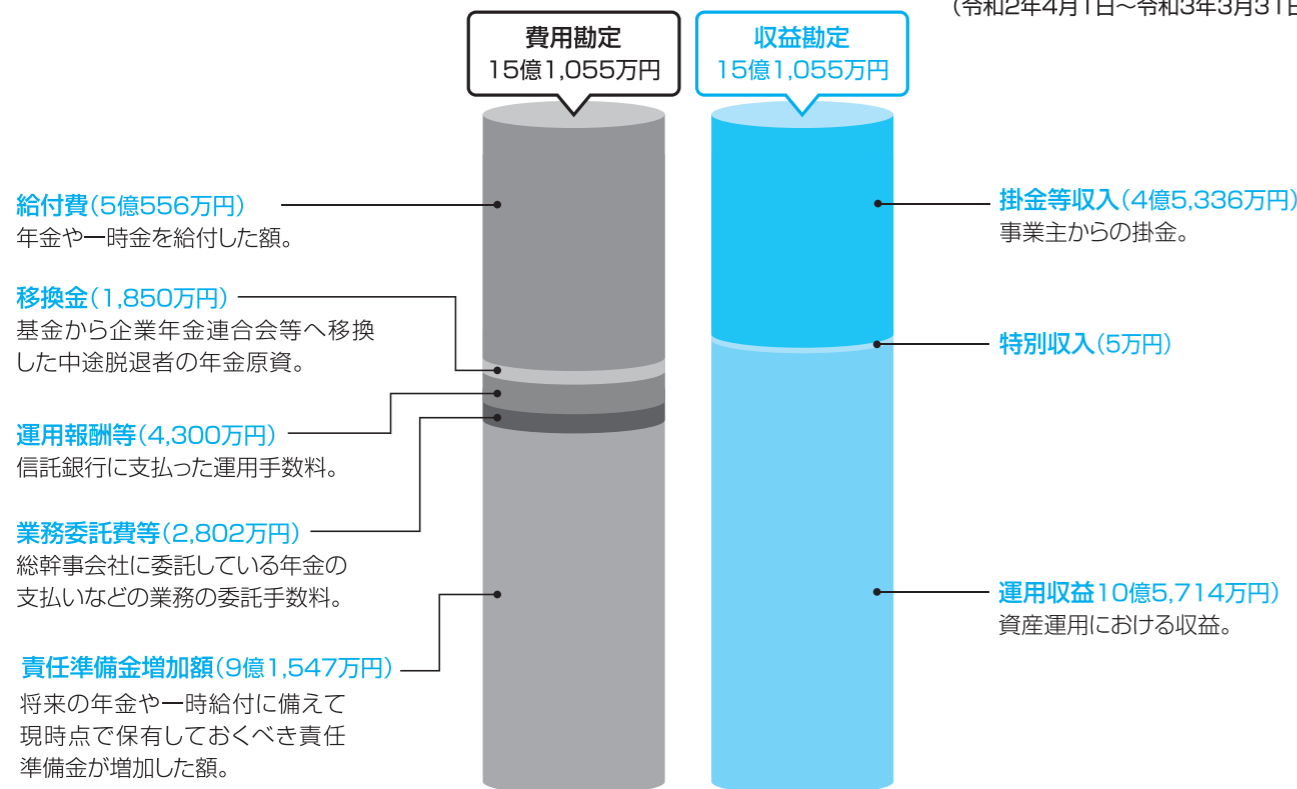 (令和2年4月1日〜令和3年3月31日
費用勘定
15億1,055万円
収益勘定
15億1,055万円
給付費(5億556万円)
年金や一時金を給付した額。
移換金(1,850万円)
基金から企業年金連合会等へ移換
した中途脱退者の年金原資。
運用報酬等(4,300万円)
信託銀行に支払った運用手数料。
業務委託費等(2,802万円)
総幹事会社に委託している年金の
支払いなどの業務の委託手数料。
責任準備金増加額(9億1,547万円)
将来の年金や一時給付に備えて
現時点で保有しておくべき責任
準備金が増加した額。
掛金等収入(4億5,336万円)
事業主からの掛金。
特別収入(5万円)
運用収益10億5,714万円)
資産運用における収益。